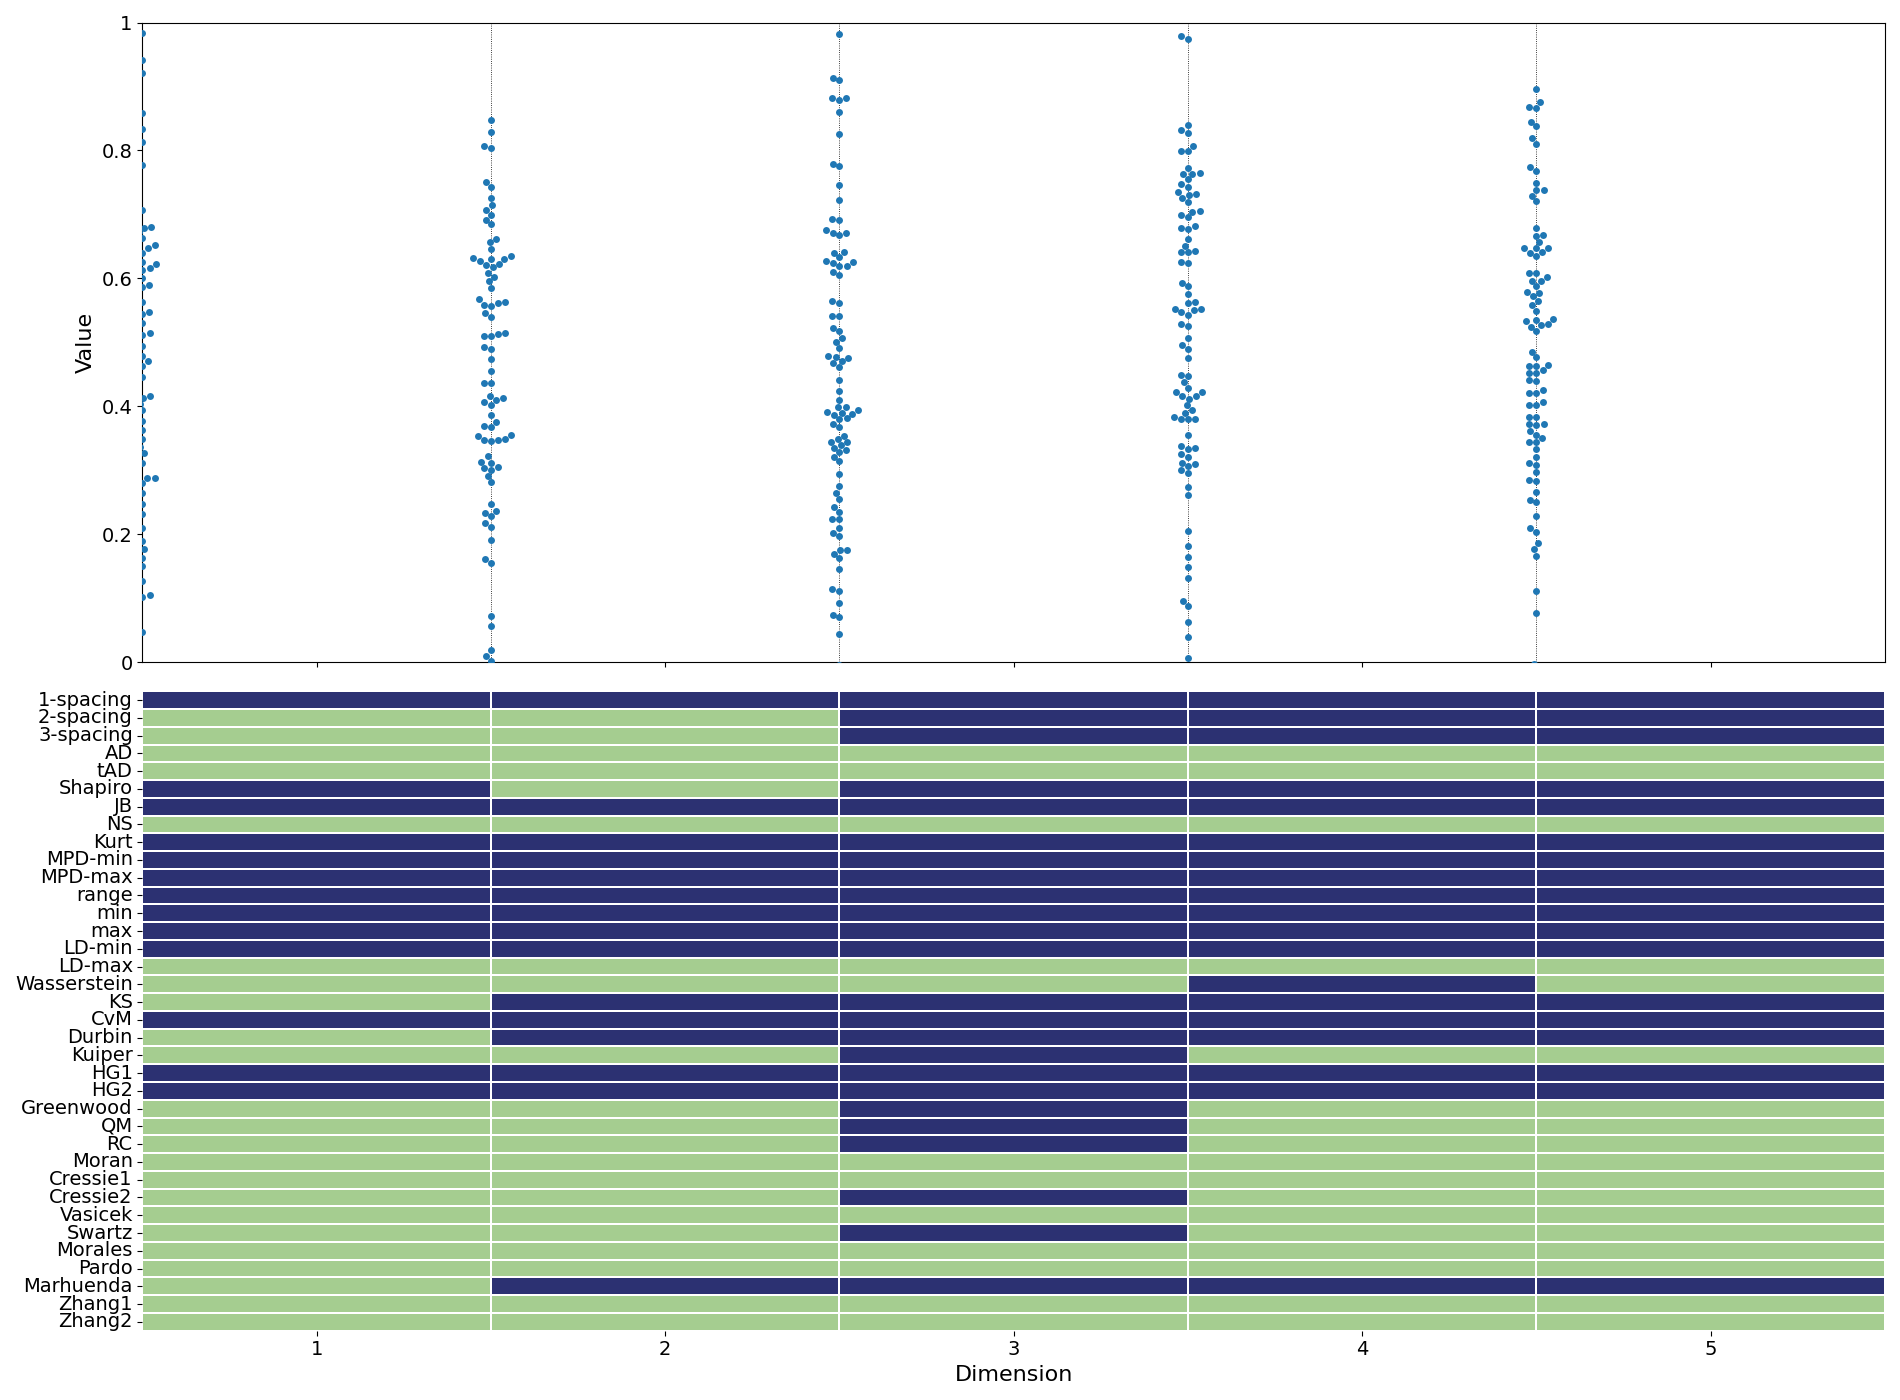 1
0.8
0.6
0.4
0.2
0
Value
1-spacing
2-spacing
3-spacing
AD
tAD
Shapiro
JB
NS
Kurt
MPD-min
MPD-max
range
min
max
LD-min
LD-max
Wasserstein
KS
CvM
Durbin
Kuiper
HG1
HG2
Greenwood
QM
RC
Moran
Cressie1
Cressie2
Vasicek
Swartz
Morales
Pardo
Marhuenda
Zhang1
Zhang2
1 2 3 4 5
Dimension